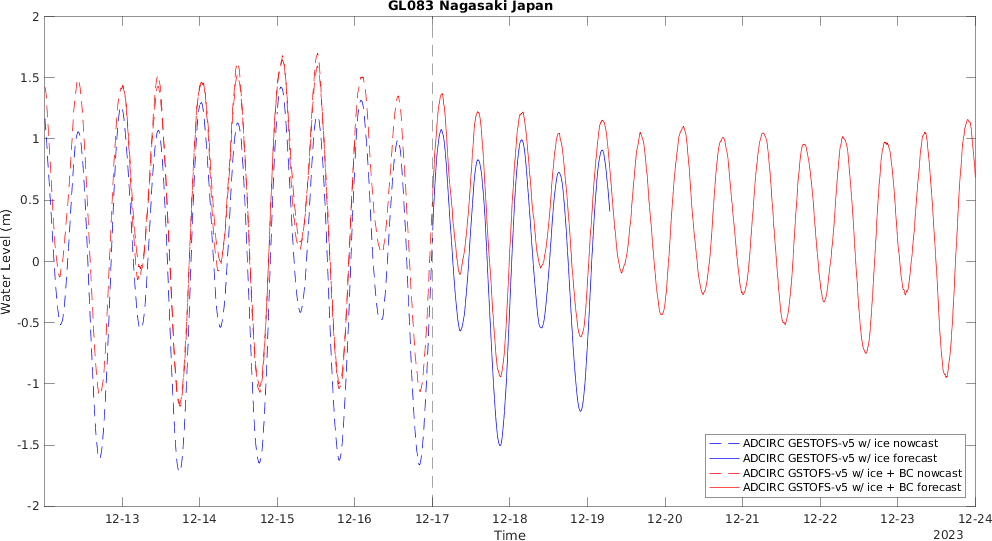 GL083 Nagasaki Japan
2
1.5
1
0.5
0
-0.5
-1
-1.5
-2
Water Level (m)
12-13 12-14 12-15 12-16 12-17 12-18 12-19 12-20 12-21 12-22 12-23 12-24
Time
2023
ADCIRC GESTOFS-v5 w/ ice nowcast
ADCIRC GESTOFS-v5 w/ ice forecast
ADCIRC GSTOFS-v5 w/ ice + BC nowcast
ADCIRC GSTOFS-v5 w/ ice + BC forecast